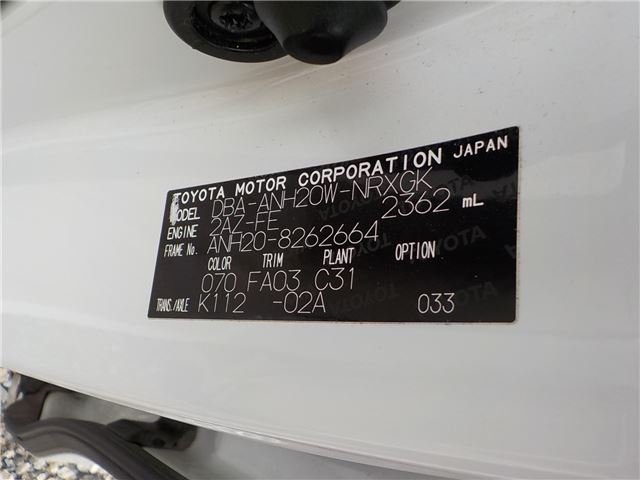 TOYOTA MOTOR CORPORATION JAPAN
MODEL DBA-ANH20W-NRXGK
ENGINE 2AZ-FE 2362 mL
FRAME No. ANH20-8262664
COLOR TRIM PLANT OPTION
070 FA03 C31
TRANS./AXLE K112 -02A 033